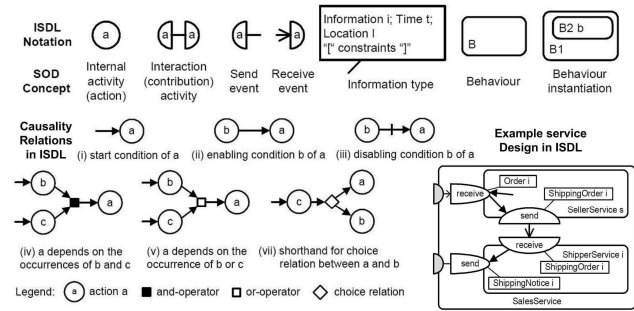 ISDL
Notation
a
a
a
a
a
Information i; Time t;
Location l
"[" constraints "]"
B
B2 b
B1
SOD
Concept
Internal
activity
(action)
Interaction
(contribution)
activity
Send
event
Receive
event
Information type
Behaviour
Behaviour
instantiation
Causality
Relations
in ISDL
a
(i) start condition of a
b
a
(ii) enabling condition b of a
b
a
(iii) disabling condition b of a
Example service
Design in ISDL
b
c
a
(iv) a depends on the
occurrences of b and c
b
c
a
(v) a depends on the
occurrence of b or c
c
a
b
(vii) shorthand for choice
relation between a and b
receive
Order i
ShippingOrder i
send
SellerService s
receive
ShipperService i
send
ShippingOrder i
ShippingNotice i
SalesService
Legend:
a
action a
and-operator
or-operator
choice relation